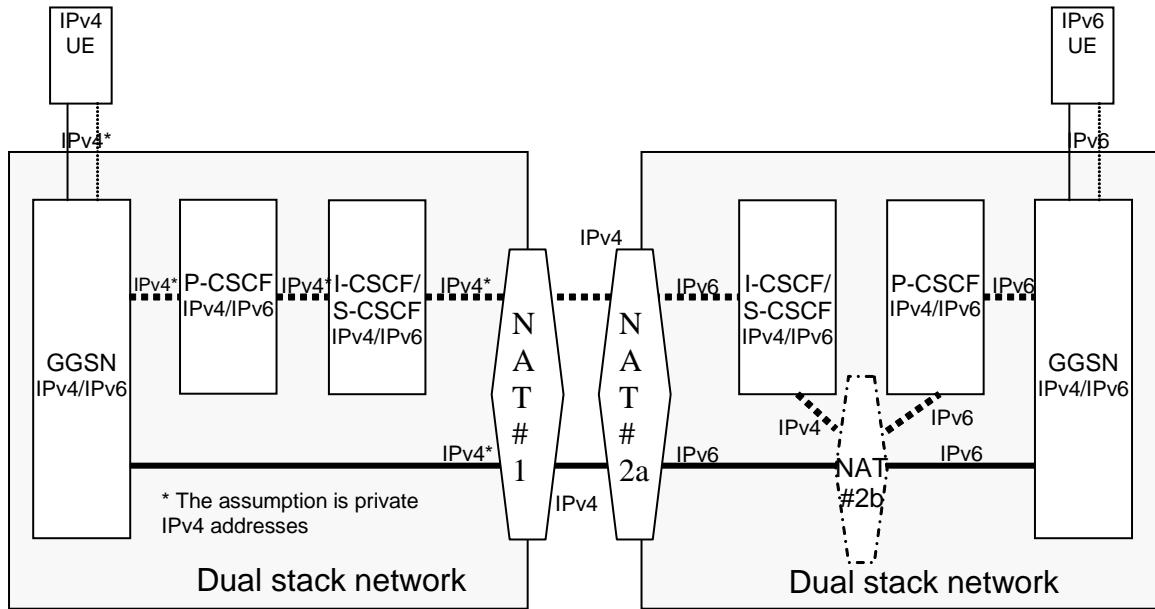 IPv4
UE
IPv6
UE
IPv4*
IPv6
IPv4
IPv4*
P-CSCF
IPv4/IPv6
IPv4*
I-CSCF/
S-CSCF
IPv4/IPv6
IPv4*
N
A
T
#
1
N
A
T
#
2a
IPv6
I-CSCF/
S-CSCF
IPv4/IPv6
P-CSCF
IPv4/IPv6
IPv6
GGSN
IPv4/IPv6
GGSN
IPv4/IPv6
IPv4
IPv6
IPv4*
IPv4
IPv6
NAT
#2b
IPv6
* The assumption is private
IPv4 addresses
Dual stack network
Dual stack network